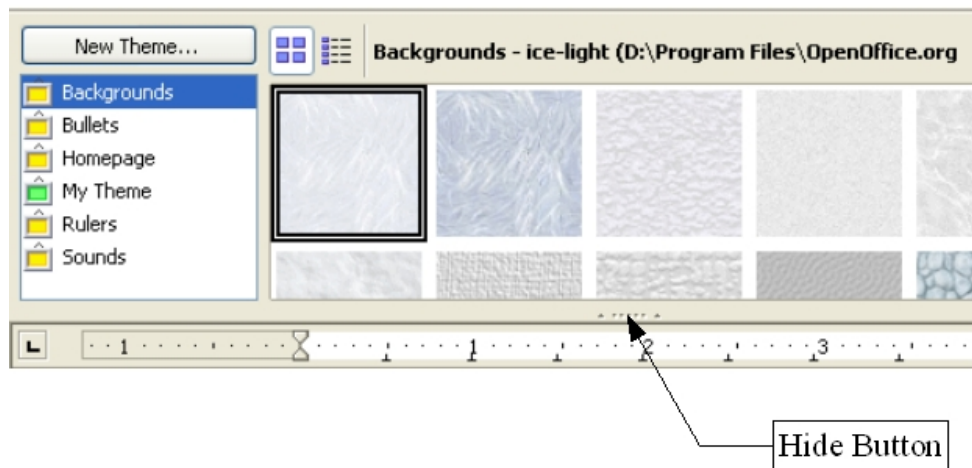 New Theme...
Backgrounds - ice-light (D:\Program Files\OpenOffice.org
Backgrounds
Bullets
Homepage
My Theme
Rulers
Sounds
1 1 2 3
Hide Button